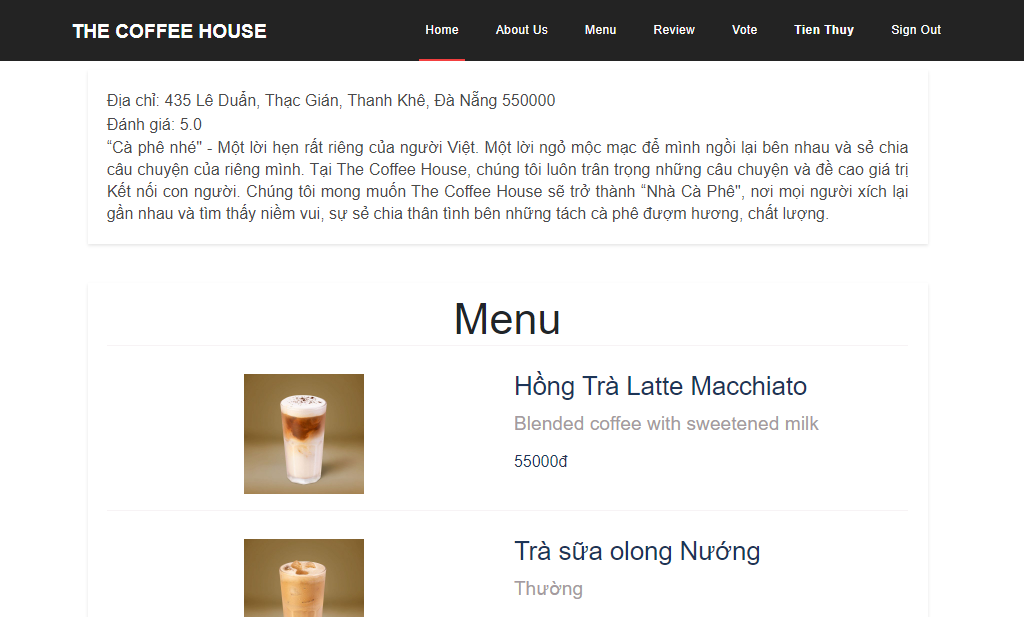 THE COFFEE HOUSE
Home About Us Menu Review Vote Tien Thuy Sign Out
Địa chỉ: 435 Lê Duẩn, Thạc Gián, Thanh Khê, Đà Nẵng 550000
Đánh giá: 5.0
“Cà phê nhé" - Một lời hẹn rất riêng của người Việt. Một lời ngỏ mộc mạc để mình ngồi lại bên nhau và sẻ chia
câu chuyện của riêng mình. Tại The Coffee House, chúng tôi luôn trân trọng những câu chuyện và đề cao giá trị
Kết nối con người. Chúng tôi mong muốn The Coffee House sẽ trở thành “Nhà Cà Phê", nơi mọi người xích lại
gần nhau và tìm thấy niềm vui, sự sẻ chia thân tình bên những tách cà phê đượm hương, chất lượng.
Menu
Hồng Trà Latte Macchiato
Blended coffee with sweetened milk
55000đ
Trà sữa olong Nướng
Thường